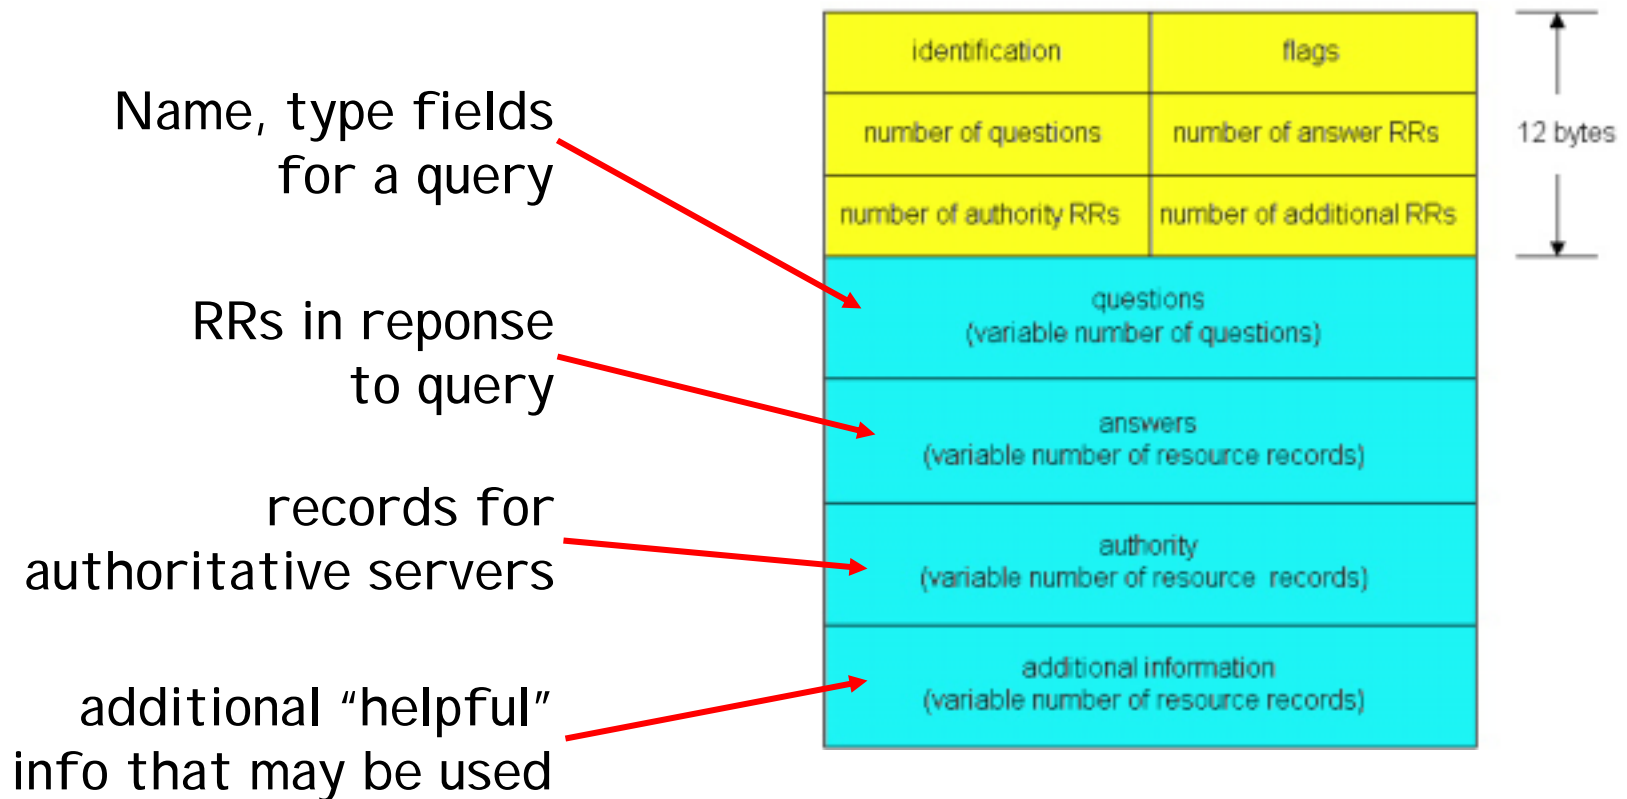 identification
flags
Name, type fields
for a query
number of questions
number of answer RRs
12 bytes
number of authority RRs
number of additional RRs
questions
(variable number of questions)
RRs in reponse
to query
answers
(variable number of resource records)
records for
authoritative servers
authority
(variable number of resource records)
additional "helpful"
info that may be used
additional information
(variable number of resource records)